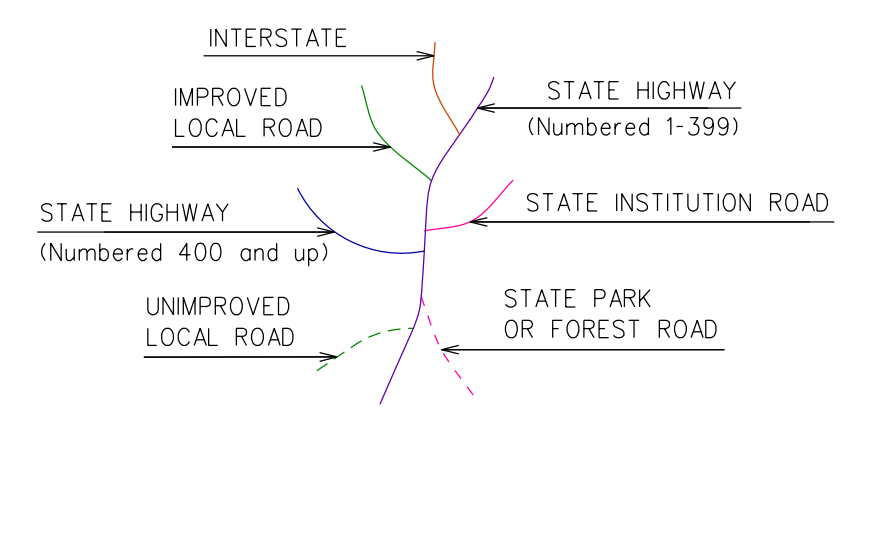 INTERSTATE
STATE HIGHWAY
(Numbered 1-399)
IMPROVED
LOCAL ROAD
STATE HIGHWAY
(Numbered 400 and up)
STATE INSTITUTION ROAD
UNIMPROVED
LOCAL ROAD
STATE PARK
OR FOREST ROAD